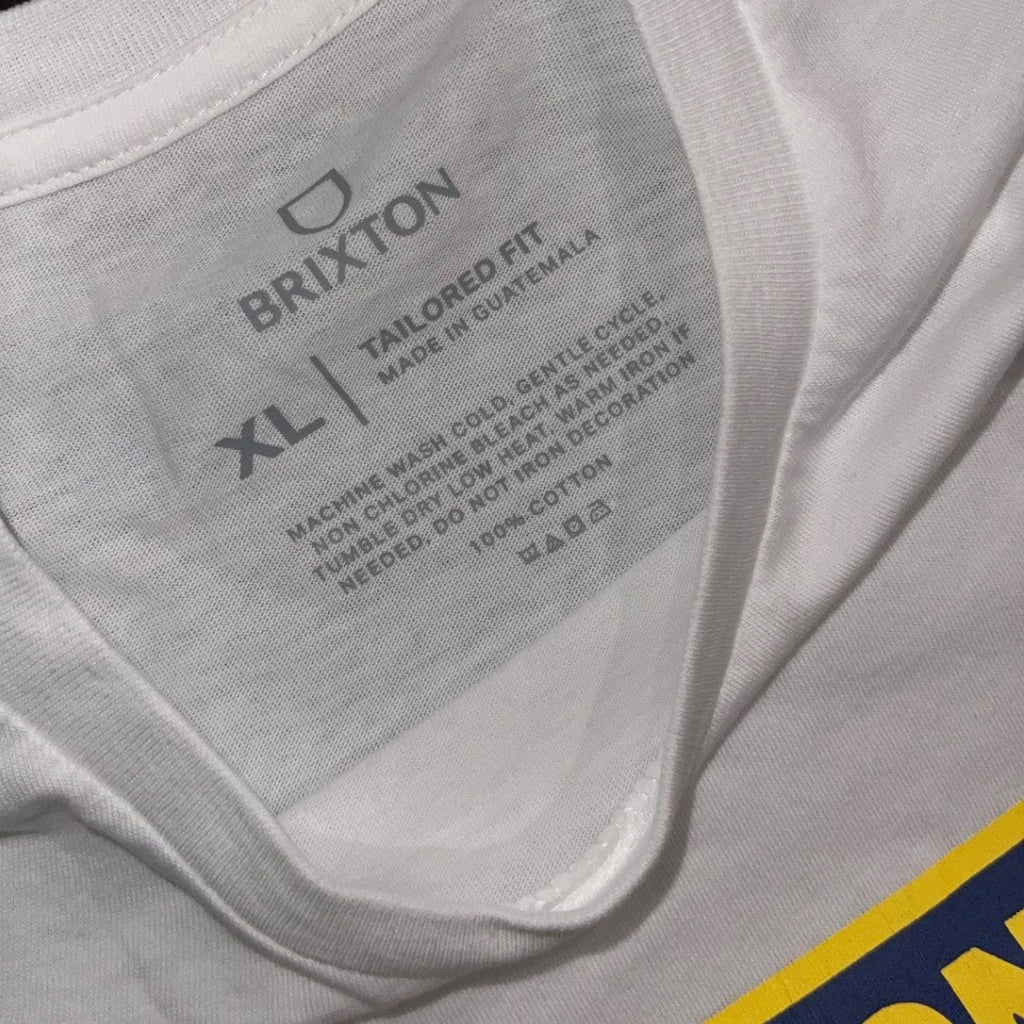 BRIXTON
XL
TAILORED FIT
MADE IN GUATEMALA
MACHINE WASH COLD, GENTLE CYCLE,
NON CHLORINE BLEACH AS NEEDED,
TUMBLE DRY LOW HEAT, WARM IRON IF
NEEDED, DO NOT IRON DECORATION
100% COTTON